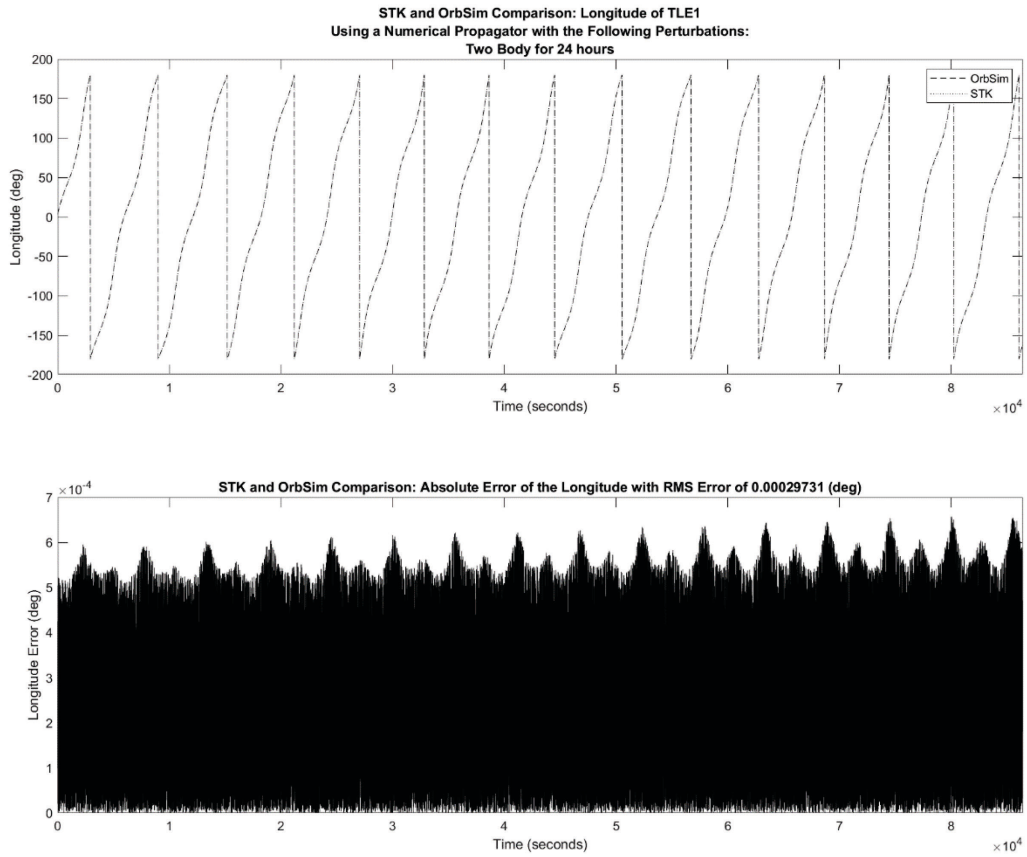 STK and OrbSim Comparison: Longitude of TLE1
Using a Numerical Propagator with the Following Perturbations:
Two Body for 24 hours
200
150
100
50
0
-50
-100
-150
-200
Longitude (deg)
OrbSim
STK
0 1 2 3 4 5 6 7 8
Time (seconds)
×10⁴
STK and OrbSim Comparison: Absolute Error of the Longitude with RMS Error of 0.00029731 (deg)
×10⁻⁴
7
6
5
4
3
2
1
0
Longitude Error (deg)
0 1 2 3 4 5 6 7 8
Time (seconds)
×10⁴